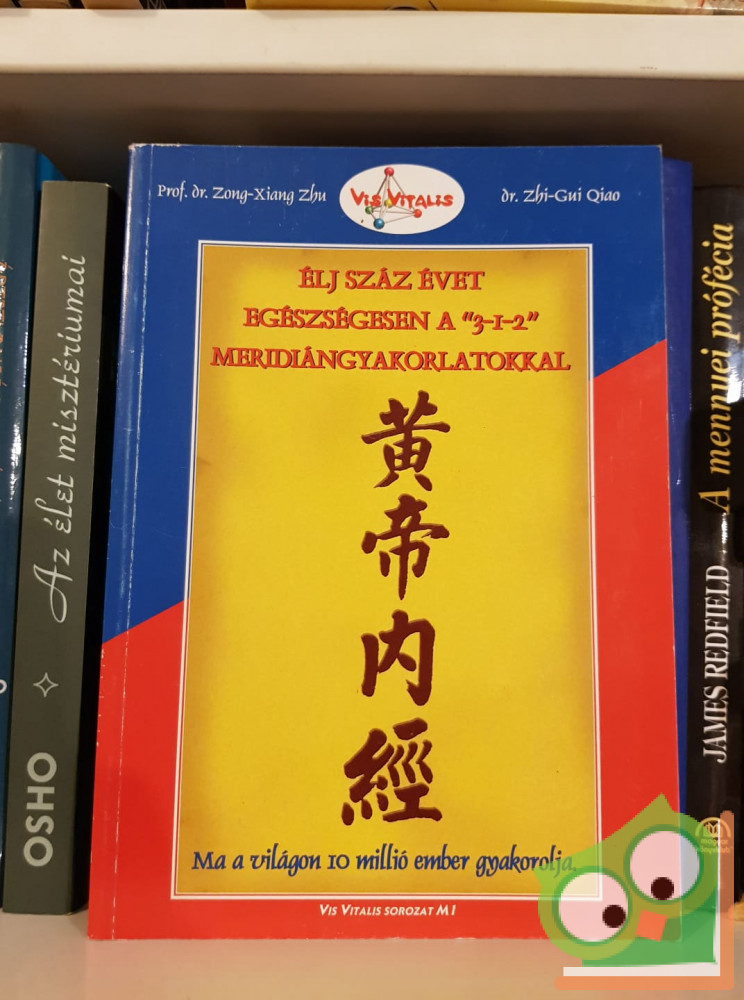 Prof. dr. Zong-Xiang Zhu
VIS VITALIS
dr. Zhi-Gui Qiao
ÉLJ SZÁZ ÉVET
EGÉSZSÉGESEN A "3-1-2"
MERIDIÁNGYAKORLATOKKAL
黄
帝
内
經
Ma a világon 10 millió ember gyakorolja.
VIS VITALIS SOROZAT M1
OSHO ✧ Az élet misztériumai
JAMES REDFIELD A mennyei prófécia